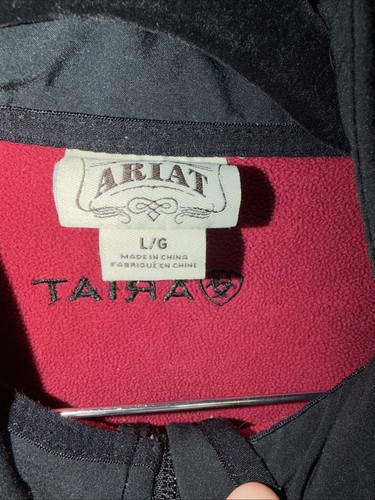 ARIAT
L/G
MADE IN CHINA
FABRIQUÉ EN CHINE
ARIAT